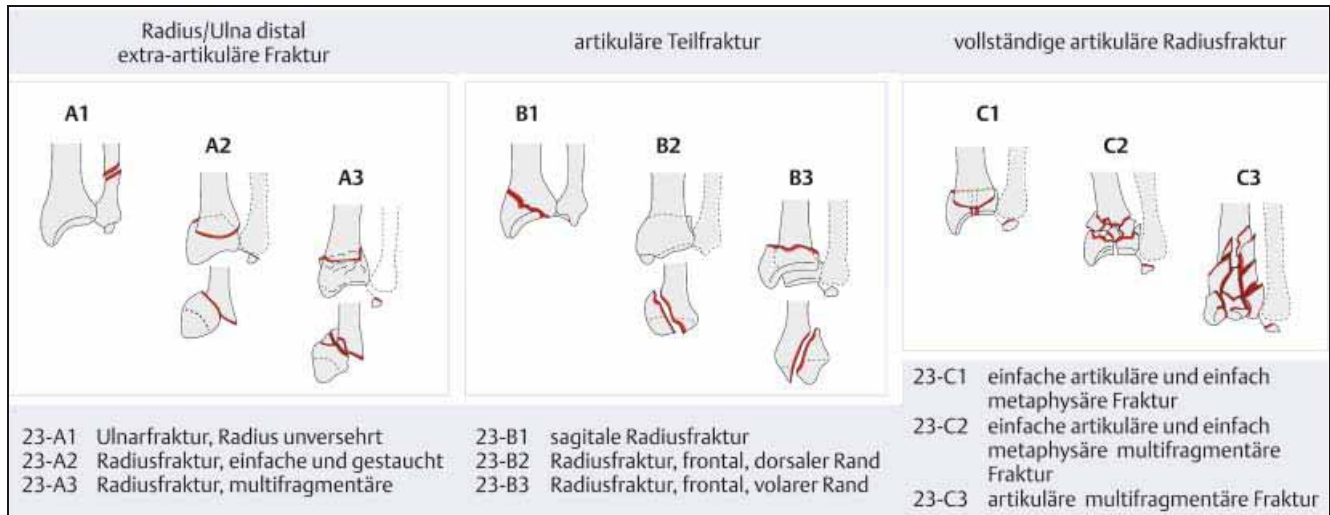 Radius/Ulna distal
extra-artikuläre Fraktur
artikuläre Teilfraktur
vollständige artikuläre Radiusfraktur
A1
A2
A3
B1
B2
B3
C1
C2
C3
23-A1 Ulnarfraktur, Radius unversehrt
23-A2 Radiusfraktur, einfache und gestaucht
23-A3 Radiusfraktur, multifragmentäre
23-B1 sagitale Radiusfraktur
23-B2 Radiusfraktur, frontal, dorsaler Rand
23-B3 Radiusfraktur, frontal, volarer Rand
23-C1 einfache artikuläre und einfach
metaphysäre Fraktur
23-C2 einfache artikuläre und einfach
metaphysäre multifragmentäre
Fraktur
23-C3 artikuläre multifragmentäre Fraktur